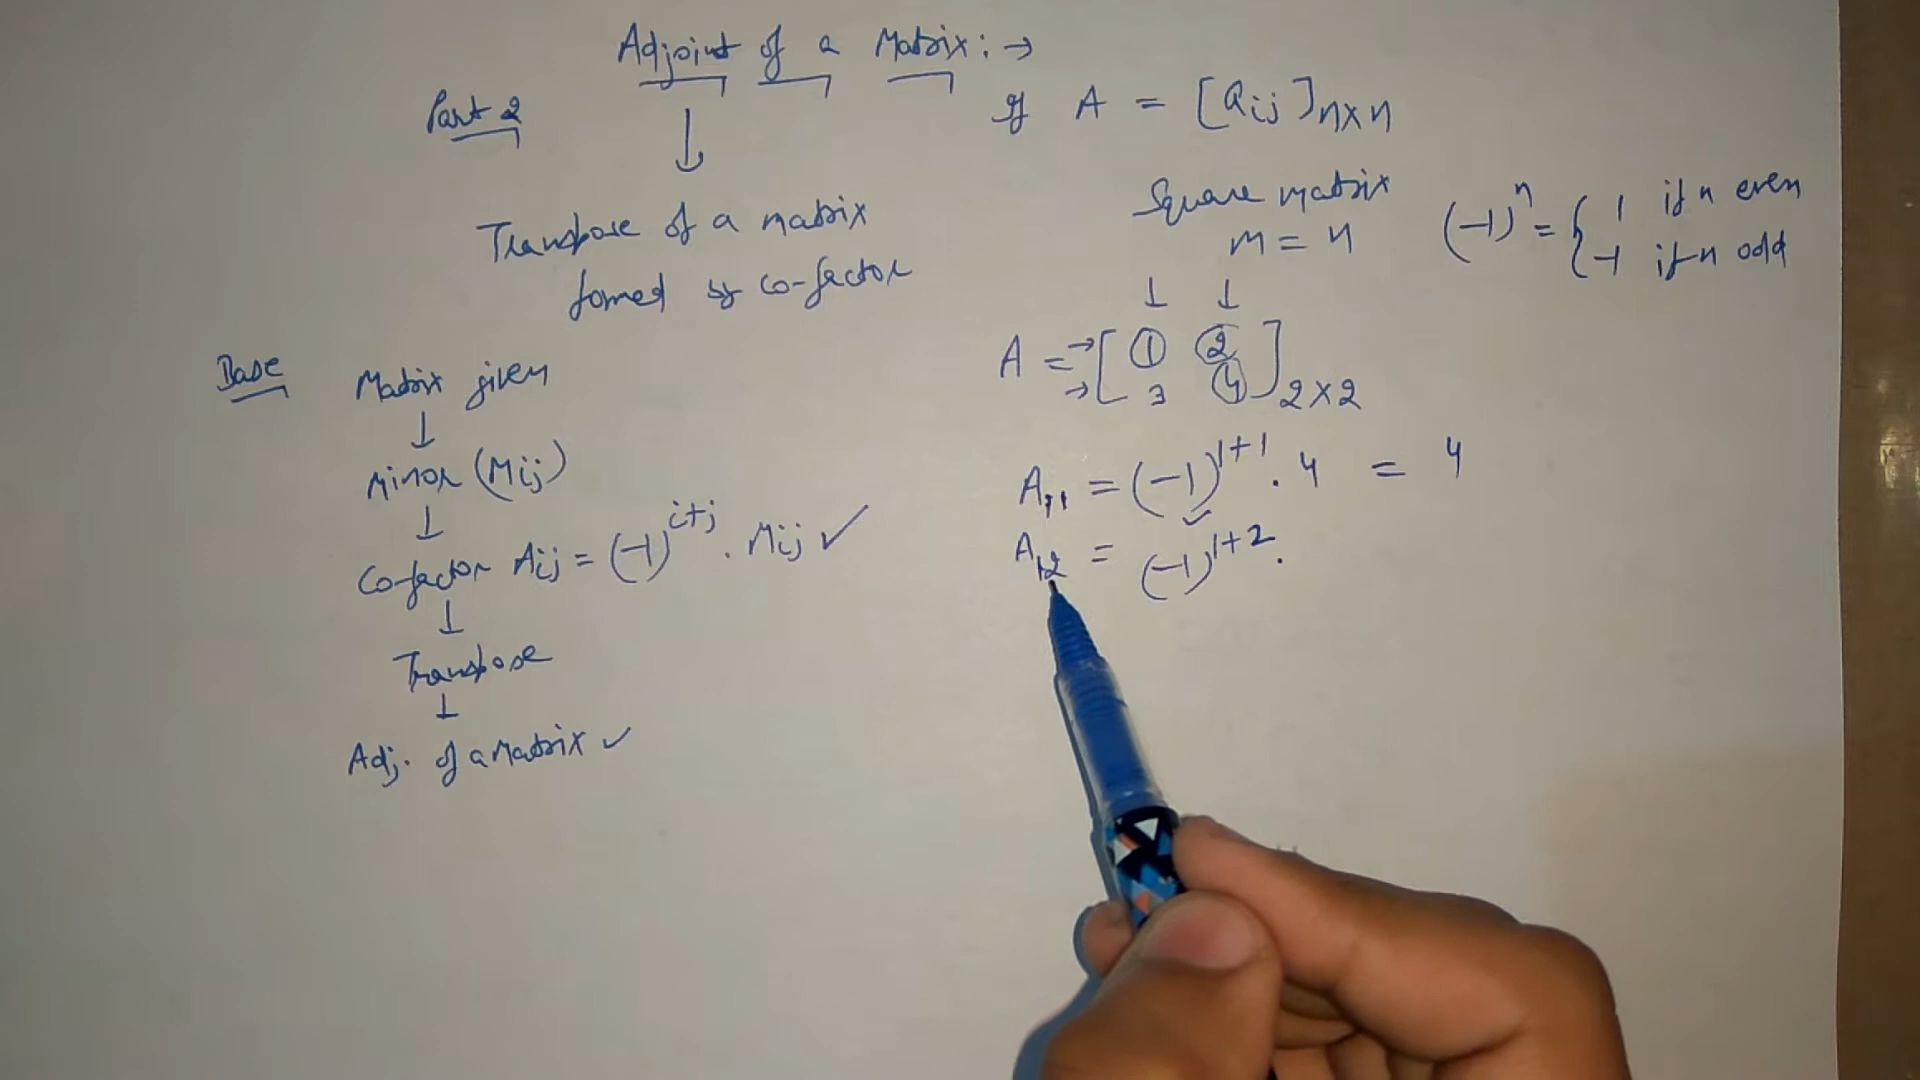 Adjoint of a Matrix : →
Part 2
↓
Transpose of a matrix
formed by co-factor
Base
Matrix given
↓
Minor (Mij)
↓
Co-factor Aij = (-1)^{i+j} . Mij ✓
↓
Transpose
↓
Adj. of a Matrix ✓
If A = [aij]n×n
Square matrix
m = n
(-1)^n = { 1 if n even
-1 if n odd
↓ ↓
A = → [ 1 2
→ 3 4 ]2×2
A11 = (-1)^{1+1} . 4 = 4
A12 = (-1)^{1+2} .